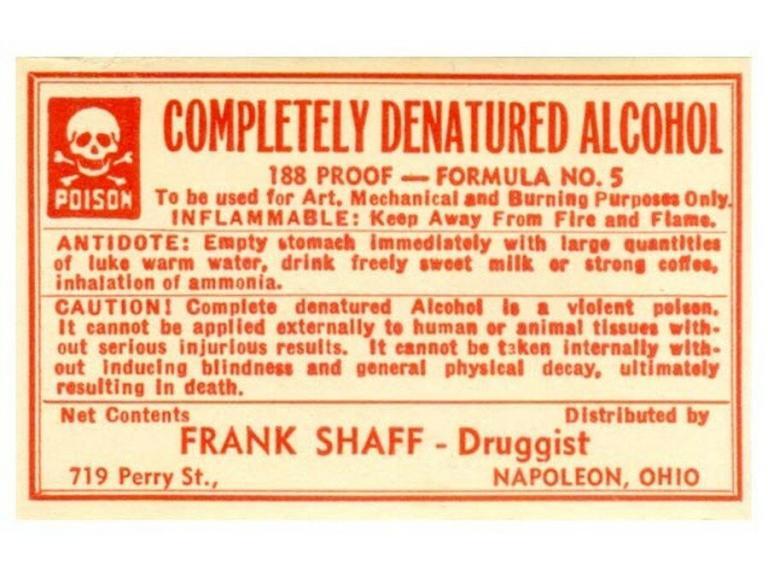 POISON
COMPLETELY DENATURED ALCOHOL
188 PROOF — FORMULA NO. 5
To be used for Art, Mechanical and Burning Purposes Only.
INFLAMMABLE: Keep Away From Fire and Flame.
ANTIDOTE: Empty stomach immediately with large quantities
of luke warm water, drink freely sweet milk or strong coffee,
inhalation of ammonia.
CAUTION! Complete denatured Alcohol is a violent poison.
It cannot be applied externally to human or animal tissues with-
out serious injurious results. It cannot be taken internally with-
out inducing blindness and general physical decay, ultimately
resulting in death.
Net Contents Distributed by
FRANK SHAFF - Druggist
719 Perry St., NAPOLEON, OHIO